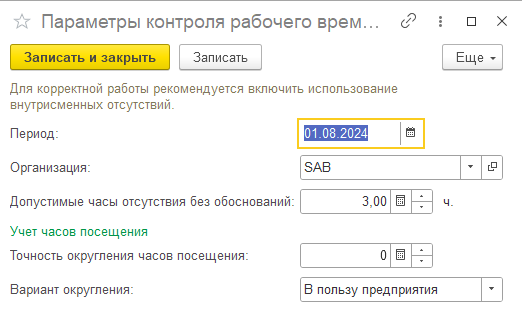 Параметры контроля рабочего врем...
Записать и закрыть Записать Еще
Для корректной работы рекомендуется включить использование
внутрисменных отсутствий.
Период: 01.08.2024
Организация: SAB
Допустимые часы отсутствия без обоснований: 3,00 ч.
Учет часов посещения
Точность округления часов посещения: 0
Вариант округления: В пользу предприятия